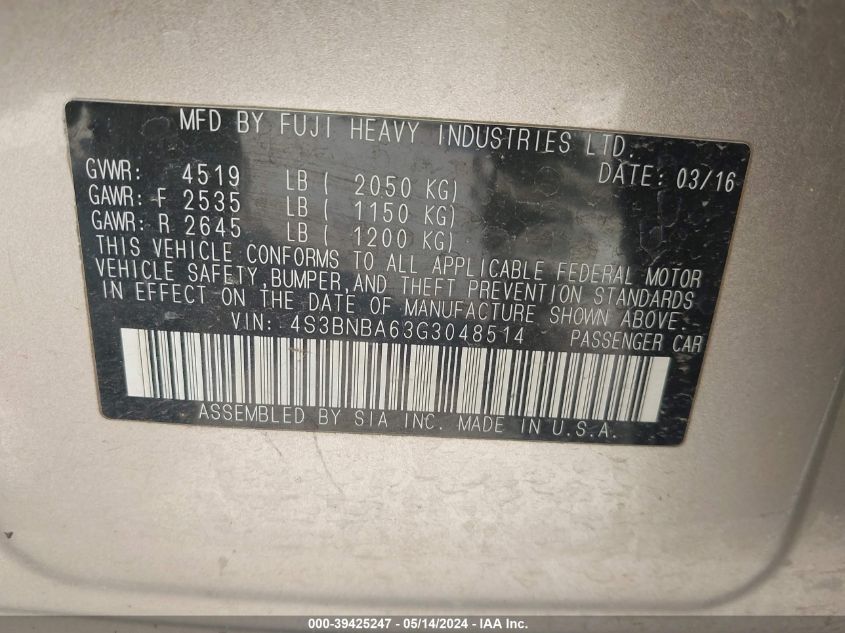 MFD BY FUJI HEAVY INDUSTRIES LTD.
DATE: 03/16
GVWR: 4519 LB ( 2050 KG)
GAWR: F 2535 LB ( 1150 KG)
GAWR: R 2645 LB ( 1200 KG)
THIS VEHICLE CONFORMS TO ALL APPLICABLE FEDERAL MOTOR
VEHICLE SAFETY, BUMPER, AND THEFT PREVENTION STANDARDS
IN EFFECT ON THE DATE OF MANUFACTURE SHOWN ABOVE.
VIN: 4S3BNBA63G3048514 PASSENGER CAR
ASSEMBLED BY SIA INC. MADE IN U.S.A.
000-39425247 - 05/14/2024 - IAA Inc.